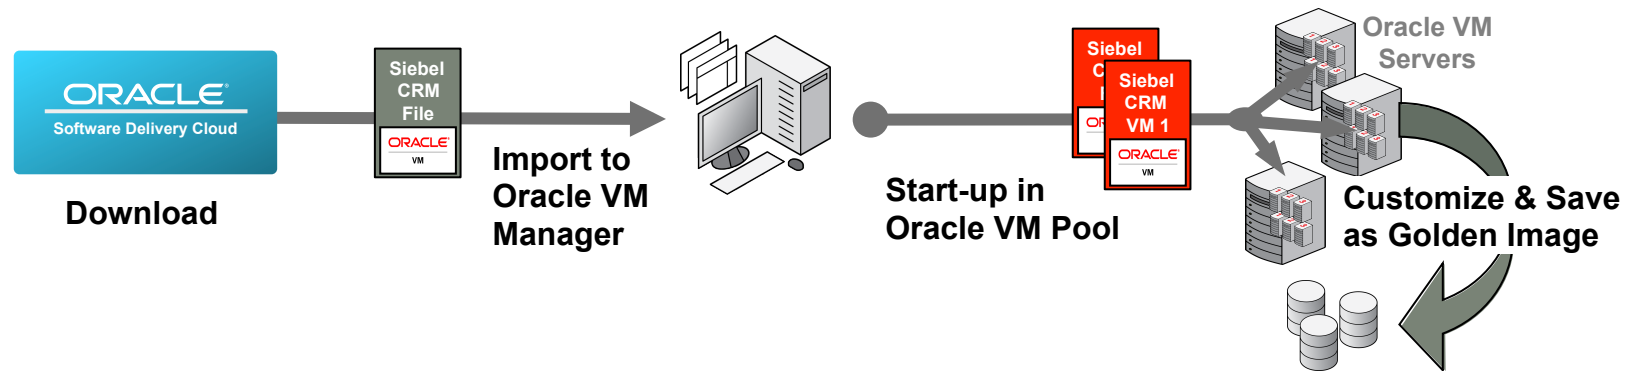 ORACLE
Software Delivery Cloud
Download
Siebel
CRM
File
ORACLE
VM
Import to
Oracle VM
Manager
Start-up in
Oracle VM Pool
Siebel
Siebel
CRM
VM 1
ORACLE
VM
Oracle VM
Servers
Customize & Save
as Golden Image